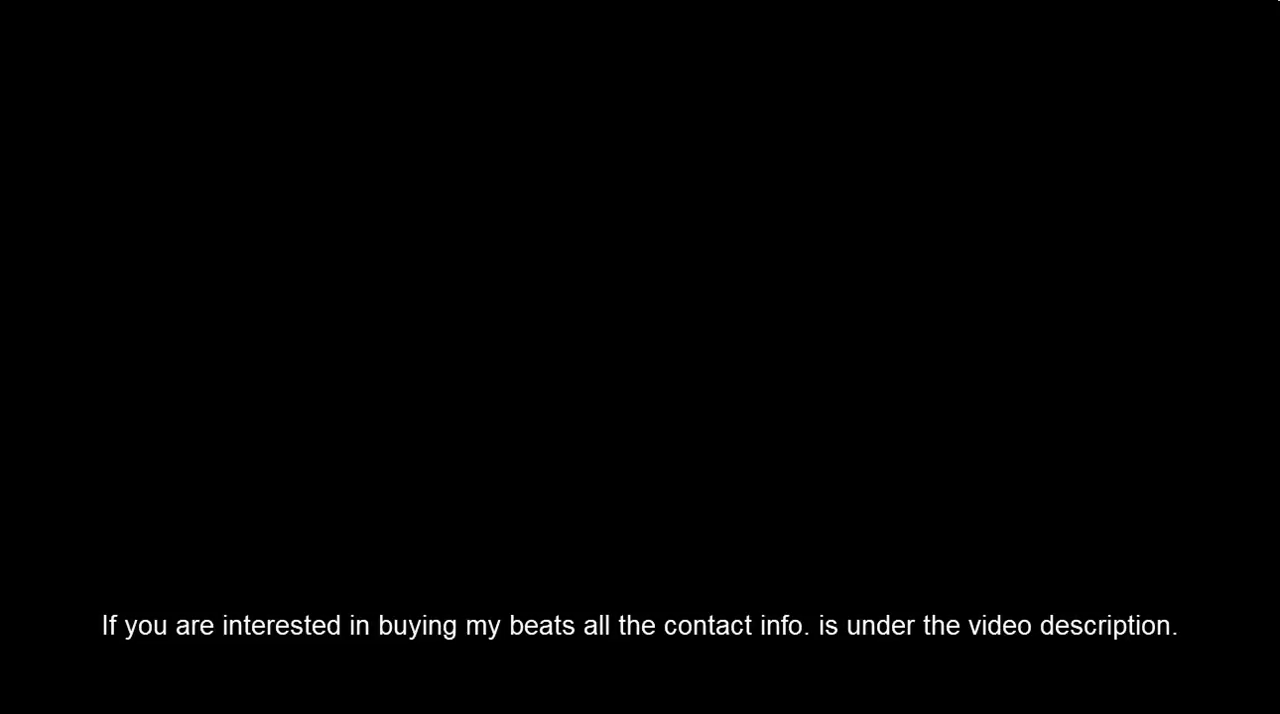 If you are interested in buying my beats all the contact info. is under the video description.